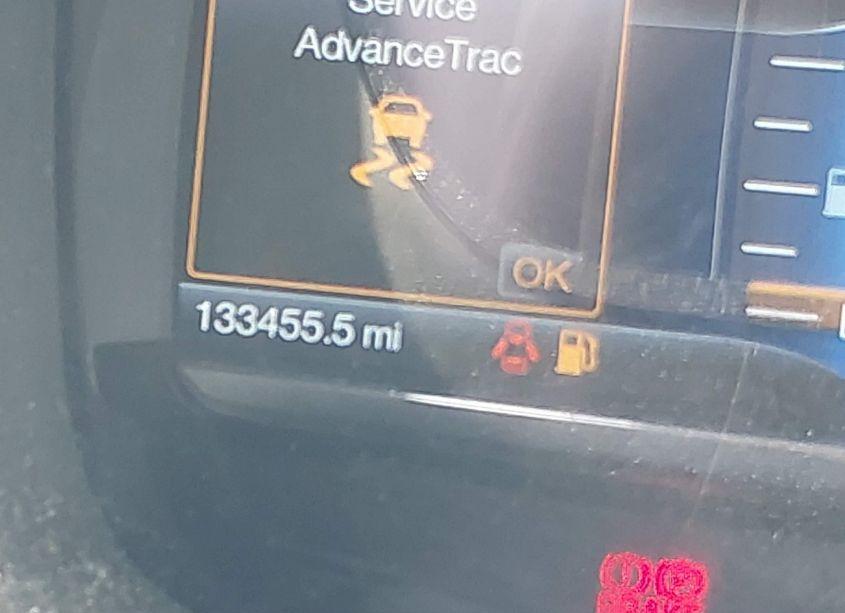 Service
AdvanceTrac
OK
133455.5 mi